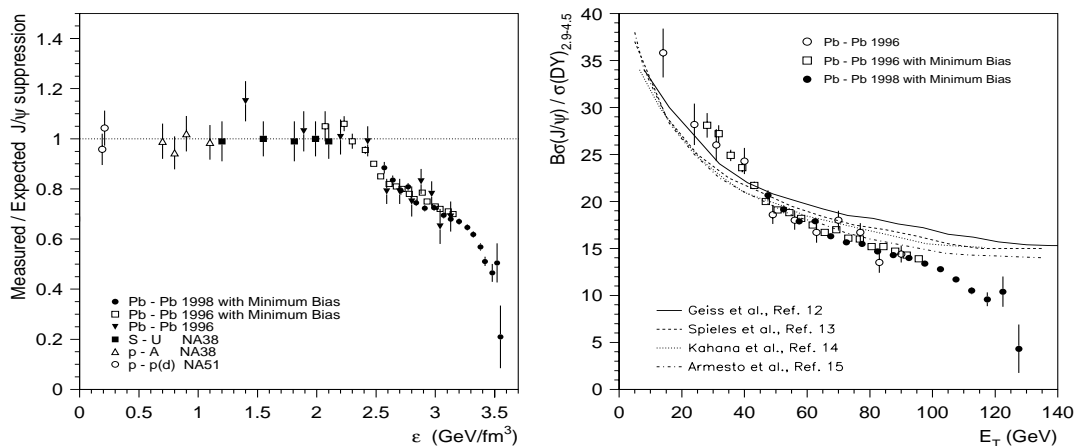 Measured / Expected J/ψ suppression
1.4
1.2
1
0.8
0.6
0.4
0.2
0
Pb - Pb 1998 with Minimum Bias
Pb - Pb 1996 with Minimum Bias
Pb - Pb 1996
S - U NA38
p - A NA38
p - p(d) NA51
0 0.5 1 1.5 2 2.5 3 3.5
ε (GeV/fm³)
Bσ(J/ψ) / σ(DY)2.9-4.5
40
35
30
25
20
15
10
5
0
Pb - Pb 1996
Pb - Pb 1996 with Minimum Bias
Pb - Pb 1998 with Minimum Bias
Geiss et al., Ref. 12
Spieles et al., Ref. 13
Kahana et al., Ref. 14
Armesto et al., Ref. 15
0 20 40 60 80 100 120 140
ET (GeV)